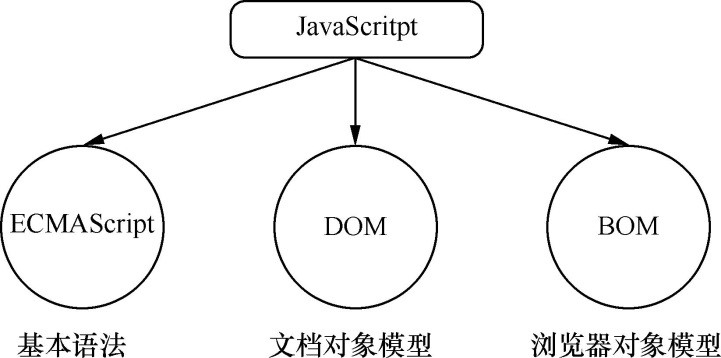 JavaScritpt
ECMAScript
DOM
BOM
基本语法
文档对象模型
浏览器对象模型